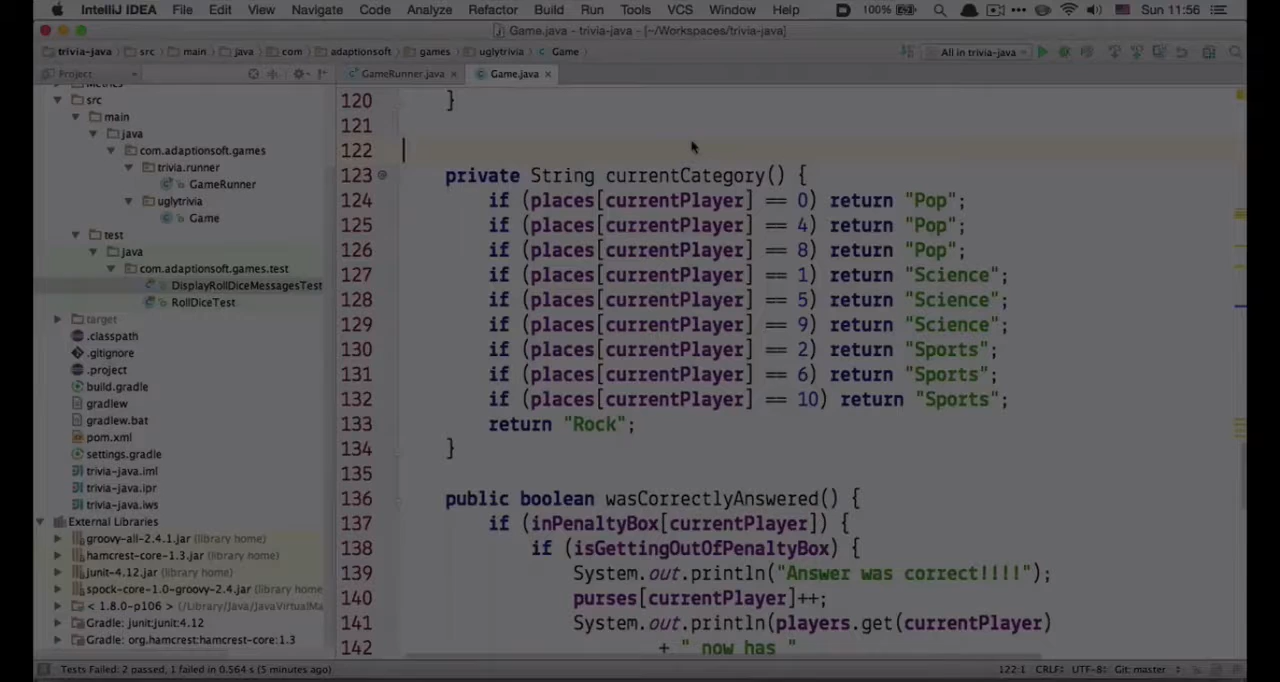 IntelliJ IDEA File Edit View Navigate Code Analyze Refactor Build Run Tools VCS Window Help 100% Sun 11:56
Game.java - trivia-java - [~/Workspaces/trivia-java]
trivia-java src main java com adaptionsoft games uglytrivia Game All in trivia-java
Project GameRunner.java Game.java
Metrics
src
main
java
com.adaptionsoft.games
trivia.runner
GameRunner
uglytrivia
Game
test
java
com.adaptionsoft.games.test
DisplayRollDiceMessagesTest
RollDiceTest
target
.classpath
.gitignore
.project
build.gradle
gradlew
gradlew.bat
pom.xml
settings.gradle
trivia-java.iml
trivia-java.ipr
trivia-java.iws
External Libraries
groovy-all-2.4.1.jar (library home)
hamcrest-core-1.3.jar (library home)
junit-4.12.jar (library home)
spock-core-1.0-groovy-2.4.jar (library home)
< 1.8.0-p106 > (/Library/Java/JavaVirtualMa
Gradle: junit:junit:4.12
Gradle: org.hamcrest:hamcrest-core:1.3
120 }
121
122
123 private String currentCategory() {
124 if (places[currentPlayer] == 0) return "Pop";
125 if (places[currentPlayer] == 4) return "Pop";
126 if (places[currentPlayer] == 8) return "Pop";
127 if (places[currentPlayer] == 1) return "Science";
128 if (places[currentPlayer] == 5) return "Science";
129 if (places[currentPlayer] == 9) return "Science";
130 if (places[currentPlayer] == 2) return "Sports";
131 if (places[currentPlayer] == 6) return "Sports";
132 if (places[currentPlayer] == 10) return "Sports";
133 return "Rock";
134 }
135
136 public boolean wasCorrectlyAnswered() {
137 if (inPenaltyBox[currentPlayer]) {
138 if (isGettingOutOfPenaltyBox) {
139 System.out.println("Answer was correct!!!!");
140 purses[currentPlayer]++;
141 System.out.println(players.get(currentPlayer)
142 + " now has "
Tests Failed: 2 passed, 1 failed in 0.564 s (5 minutes ago) 122:1 CRLF÷ UTF-8÷ Git: master ÷